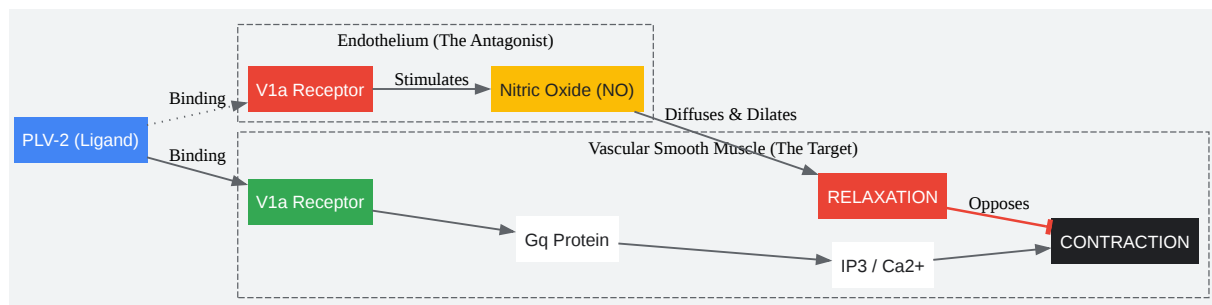 Endothelium (The Antagonist)
V1a Receptor
Stimulates
Nitric Oxide (NO)
Binding
PLV-2 (Ligand)
Diffuses & Dilates
Binding
Vascular Smooth Muscle (The Target)
V1a Receptor
RELAXATION
Opposes
Gq Protein
CONTRACTION
IP3 / Ca2+